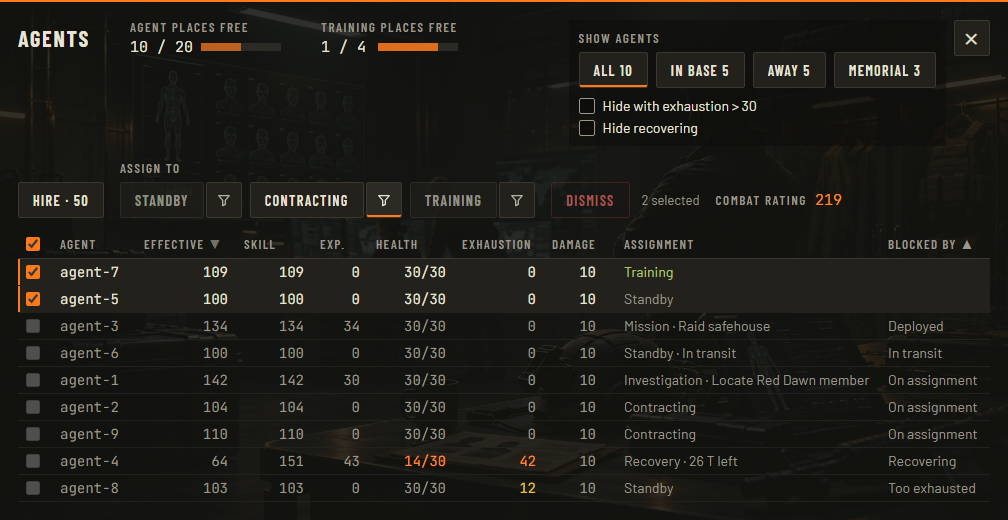 AGENTS
AGENT PLACES FREE
10 / 20
TRAINING PLACES FREE
1 / 4
SHOW AGENTS
ALL 10 IN BASE 5 AWAY 5 MEMORIAL 3
Hide with exhaustion > 30
Hide recovering
ASSIGN TO
HIRE · 50 STANDBY CONTRACTING TRAINING DISMISS 2 selected COMBAT RATING 219
AGENT EFFECTIVE ▼ SKILL EXP. HEALTH EXHAUSTION DAMAGE ASSIGNMENT BLOCKED BY ▲
agent-7 109 109 0 30/30 0 10 Training
agent-5 100 100 0 30/30 0 10 Standby
agent-3 134 134 34 30/30 0 10 Mission · Raid safehouse Deployed
agent-6 100 100 0 30/30 0 10 Standby · In transit In transit
agent-1 142 142 30 30/30 0 10 Investigation · Locate Red Dawn member On assignment
agent-2 104 104 0 30/30 0 10 Contracting On assignment
agent-9 110 110 0 30/30 0 10 Contracting On assignment
agent-4 64 151 43 14/30 42 10 Recovery · 26 T left Recovering
agent-8 103 103 0 30/30 12 10 Standby Too exhausted